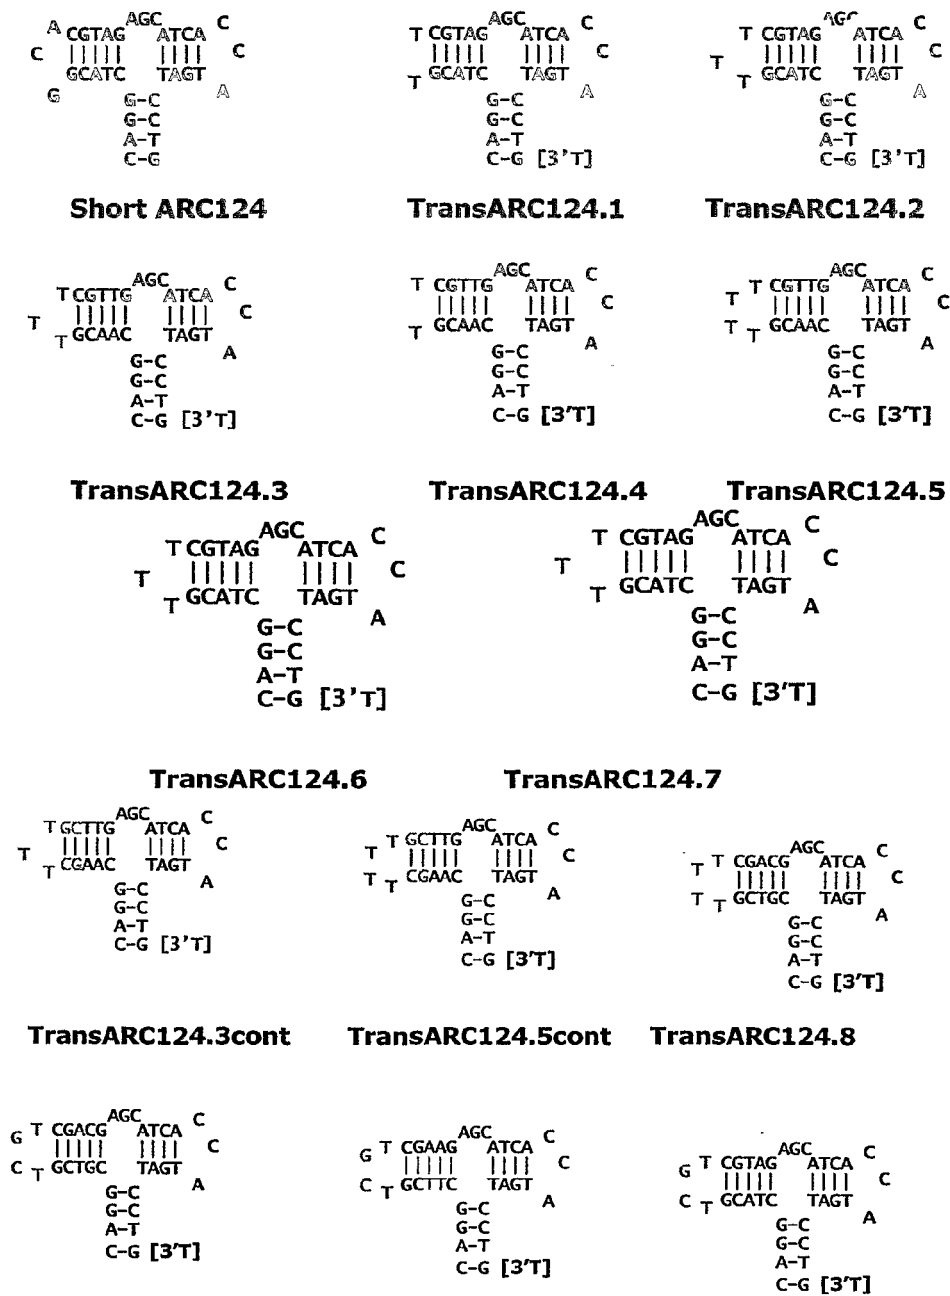 AGC
A CGTAG ATCA C
C C
GCATC TAGT
G A
G-C
G-C
A-T
C-G
Short ARC124
AGC
T CGTAG ATCA C
C
T GCATC TAGT
A
G-C
G-C
A-T
C-G [3'T]
TransARC124.1
AGC
T CGTAG ATCA C
T C
T GCATC TAGT
A
G-C
G-C
A-T
C-G [3'T]
TransARC124.2
AGC
T CGTTG ATCA C
T C
T GCAAC TAGT
A
G-C
G-C
A-T
C-G [3'T]
TransARC124.3
AGC
T CGTTG ATCA C
C
T GCAAC TAGT
A
G-C
G-C
A-T
C-G [3'T]
TransARC124.4
AGC
T T CGTTG ATCA C
C
T T GCAAC TAGT
A
G-C
G-C
A-T
C-G [3'T]
TransARC124.5
AGC
T CGTAG ATCA C
T C
T GCATC TAGT
A
G-C
G-C
A-T
C-G [3'T]
TransARC124.6
AGC
T CGTAG ATCA C
T C
T GCATC TAGT
A
G-C
G-C
A-T
C-G [3'T]
TransARC124.7
AGC
T GCTTG ATCA C
T C
T CGAAC TAGT
A
G-C
G-C
A-T
C-G [3'T]
TransARC124.3cont
AGC
T T GCTTG ATCA C
C
T T CGAAC TAGT
A
G-C
G-C
A-T
C-G [3'T]
TransARC124.5cont
AGC
T T CGACG ATCA C
C
T T GCTGC TAGT
A
G-C
G-C
A-T
C-G [3'T]
TransARC124.8
AGC
G T CGACG ATCA C
C
C T GCTGC TAGT
A
G-C
G-C
A-T
C-G [3'T]
AGC
G T CGAAG ATCA C
C
C T GCTTC TAGT
A
G-C
G-C
A-T
C-G [3'T]
AGC
G T CGTAG ATCA C
C
C T GCATC TAGT
A
G-C
G-C
A-T
C-G [3'T]